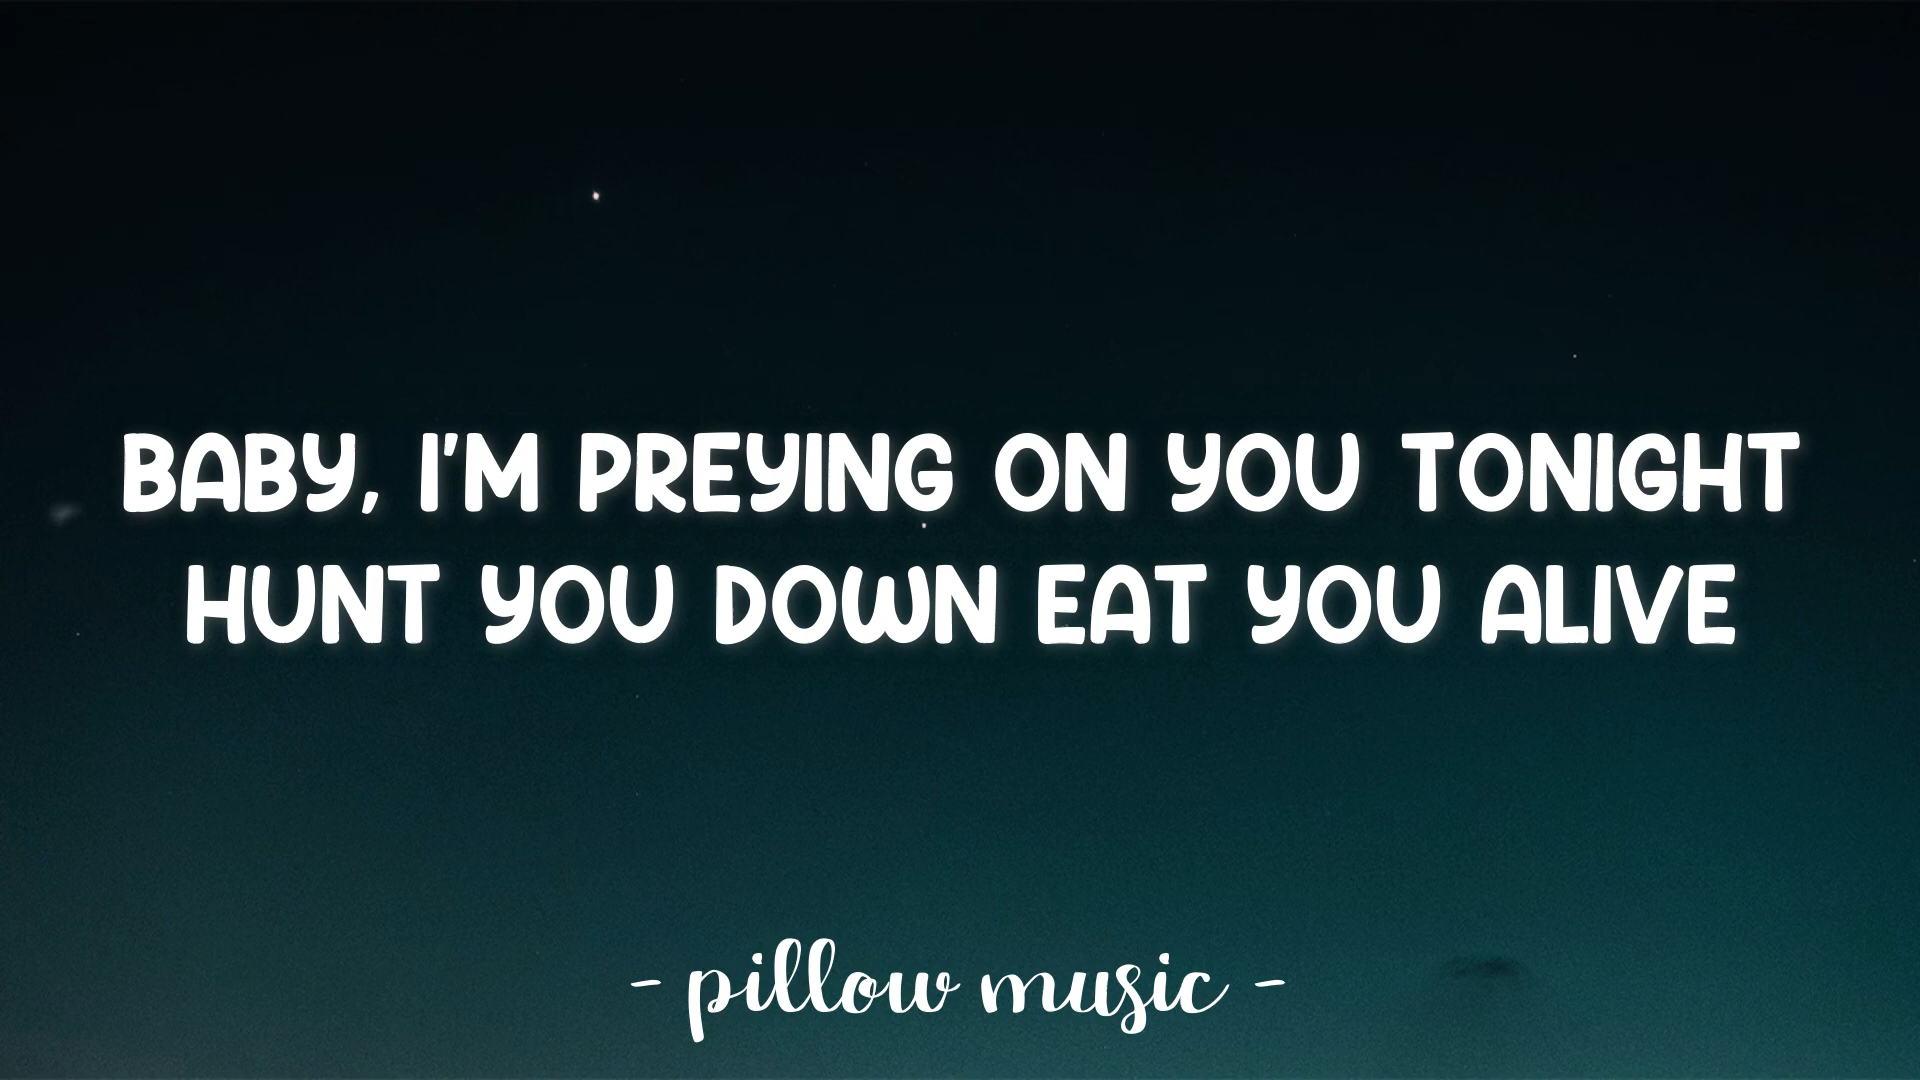 BABY, I'M PREYING ON YOU TONIGHT
HUNT YOU DOWN EAT YOU ALIVE
- pillow music -